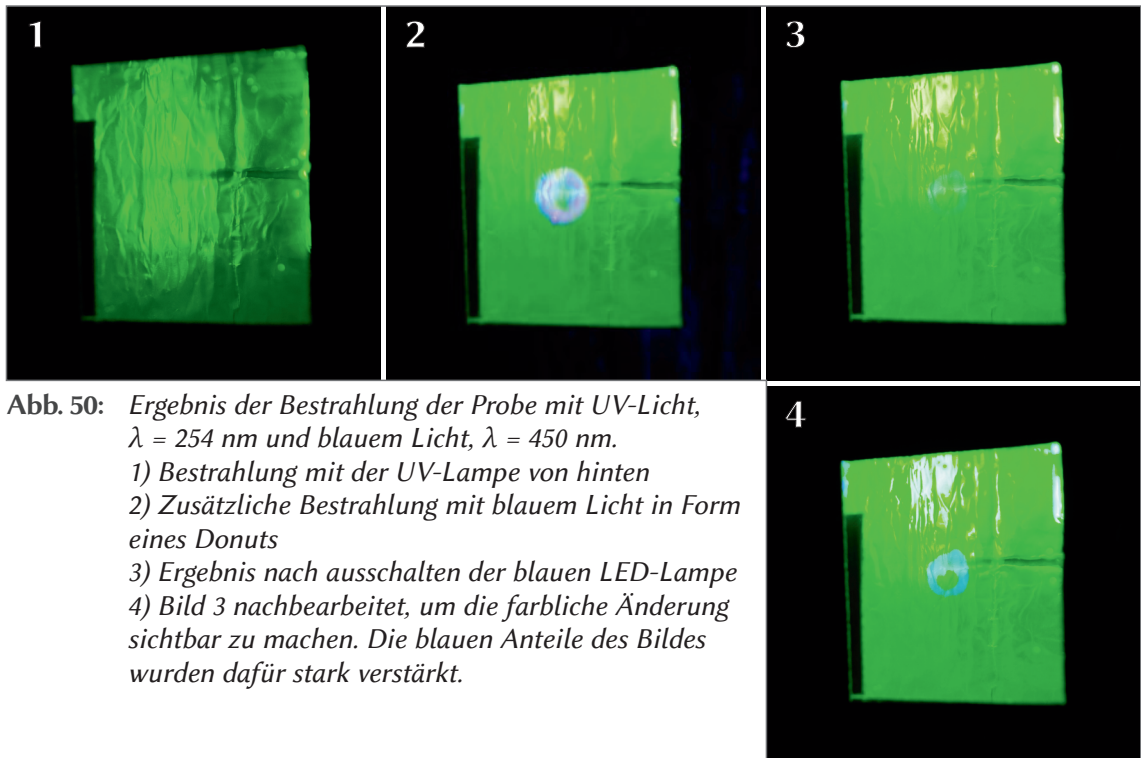 1
2
3
4
Abb. 50: Ergebnis der Bestrahlung der Probe mit UV-Licht,
λ = 254 nm und blauem Licht, λ = 450 nm.
1) Bestrahlung mit der UV-Lampe von hinten
2) Zusätzliche Bestrahlung mit blauem Licht in Form
eines Donuts
3) Ergebnis nach ausschalten der blauen LED-Lampe
4) Bild 3 nachbearbeitet, um die farbliche Änderung
sichtbar zu machen. Die blauen Anteile des Bildes
wurden dafür stark verstärkt.